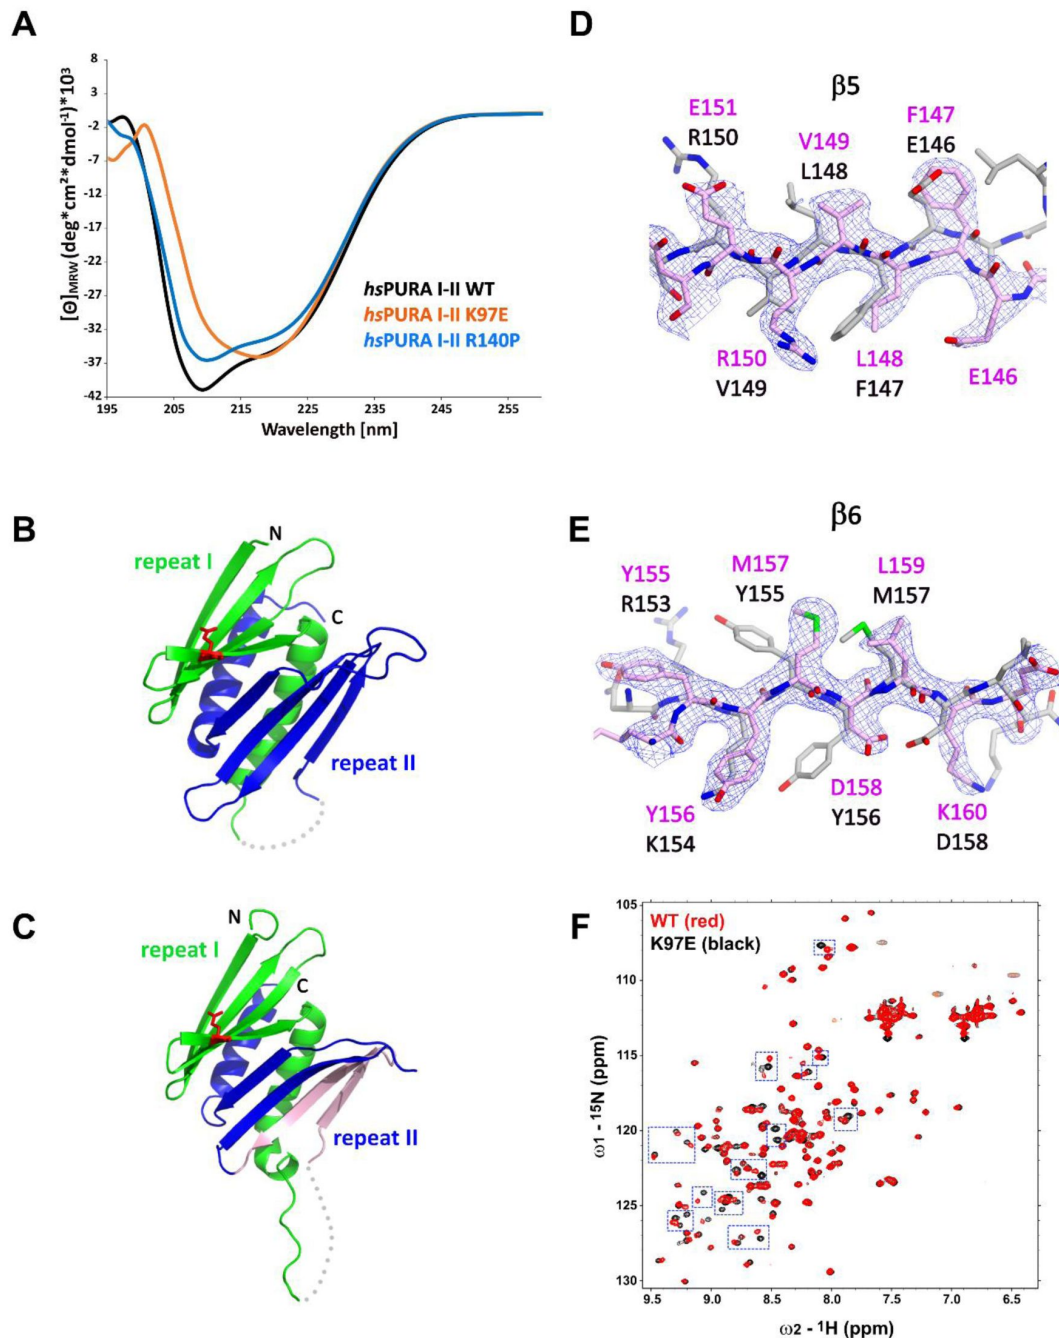 A
[Θ]MRW(deg*cm²*dmol⁻¹)*10³
8
3
-2
-7
-12
-17
-22
-27
-32
-37
-42
hsPURA I-II WT
hsPURA I-II K97E
hsPURA I-II R140P
195 205 215 225 235 245 255
Wavelength [nm]
D
β5
E151
R150
V149
L148
F147
E146
R150
V149
L148
F147
E146
B
N
repeat I
C
repeat II
E
β6
Y155
R153
M157
Y155
L159
M157
Y156
K154
D158
Y156
K160
D158
C
N
repeat I
C
repeat II
F
WT (red)
K97E (black)
105
110
115
120
125
130
ω1 - ¹⁵N (ppm)
9.5 9.0 8.5 8.0 7.5 7.0 6.5
ω2 - ¹H (ppm)